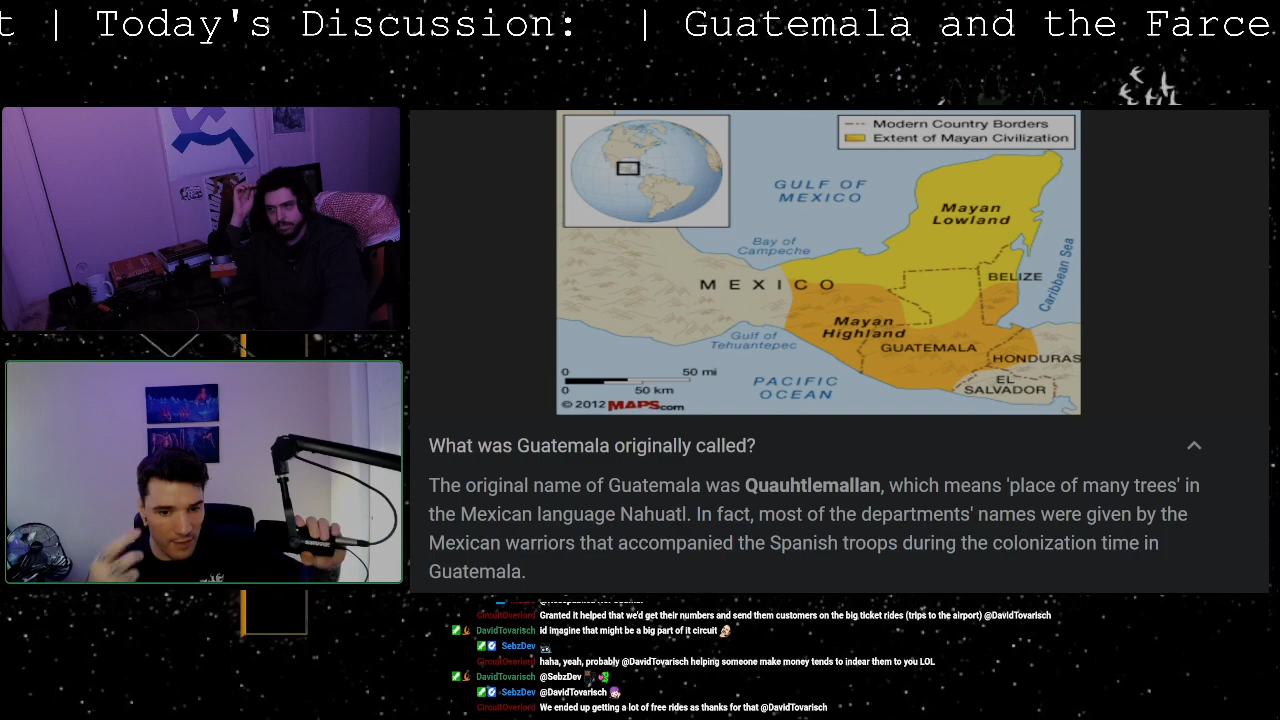 t | Today's Discussion:   | Guatemala and the Farce
Modern Country Borders
Extent of Mayan Civilization
GULF OF
MEXICO
Mayan
Lowland
Bay of
Campeche
Caribbean Sea
BELIZE
MEXICO
Mayan
Highland
Gulf of
Tehuantepec
GUATEMALA
HONDURAS
0 50 mi
0 50 km
PACIFIC
OCEAN
EL
SALVADOR
© 2012 MAPS.com
What was Guatemala originally called?
The original name of Guatemala was Quauhtlemallan, which means 'place of many trees' in
the Mexican language Nahuatl. In fact, most of the departments' names were given by the
Mexican warriors that accompanied the Spanish troops during the colonization time in
Guatemala.
CircuitOverlord Granted it helped that we'd get their numbers and send them customers on the big ticket rides (trips to the airport) @DavidTovarisch
DavidTovarisch id imagine that might be a big part of it circuit
SebzDev
CircuitOverlord haha, yeah, probably @DavidTovarisch helping someone make money tends to indear them to you LOL
DavidTovarisch @SebzDev
SebzDev @DavidTovarisch
CircuitOverlord We ended up getting a lot of free rides as thanks for that @DavidTovarisch